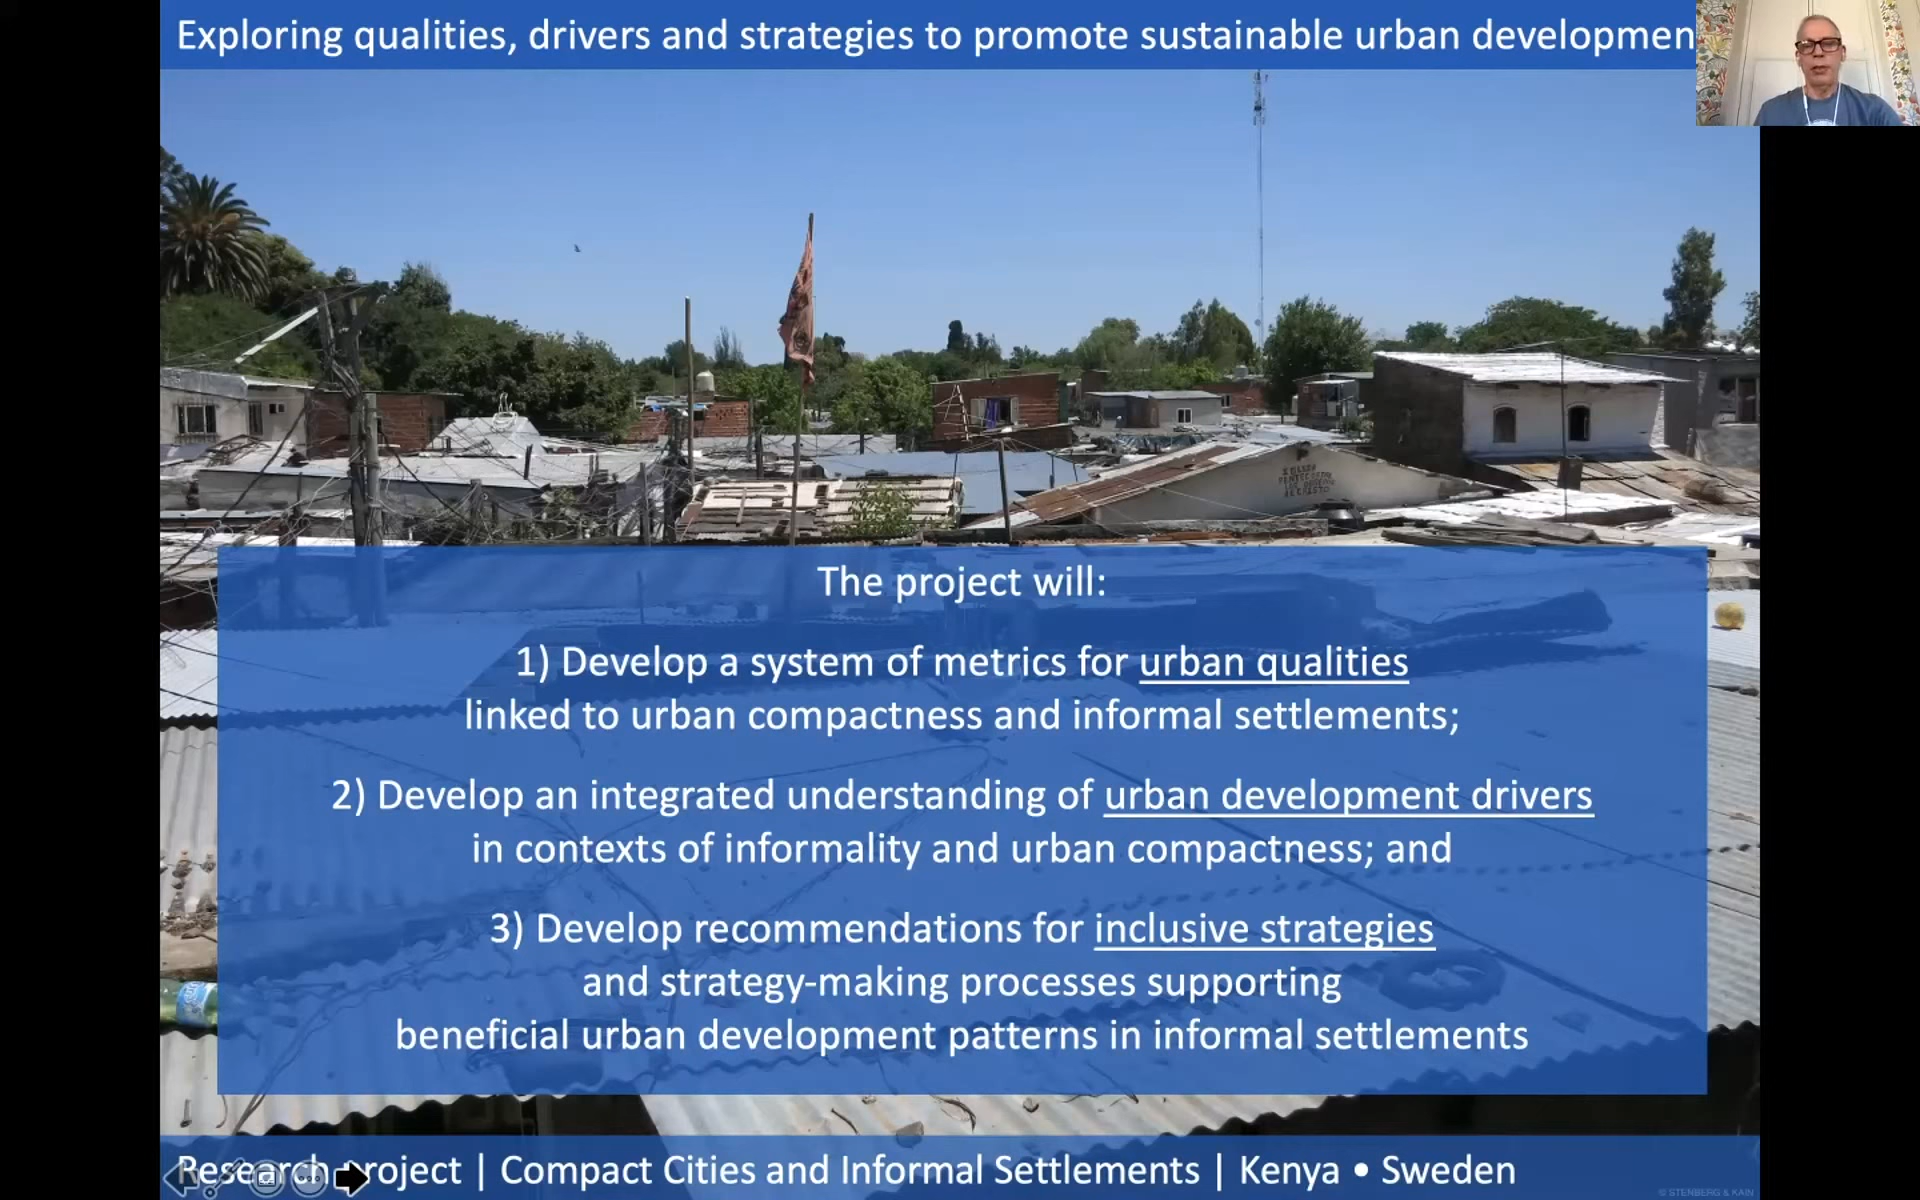 Exploring qualities, drivers and strategies to promote sustainable urban developmen
The project will:
1) Develop a system of metrics for urban qualities
linked to urban compactness and informal settlements;
2) Develop an integrated understanding of urban development drivers
in contexts of informality and urban compactness; and
3) Develop recommendations for inclusive strategies
and strategy-making processes supporting
beneficial urban development patterns in informal settlements
Research project | Compact Cities and Informal Settlements | Kenya • Sweden
© STENBERG & KAIN